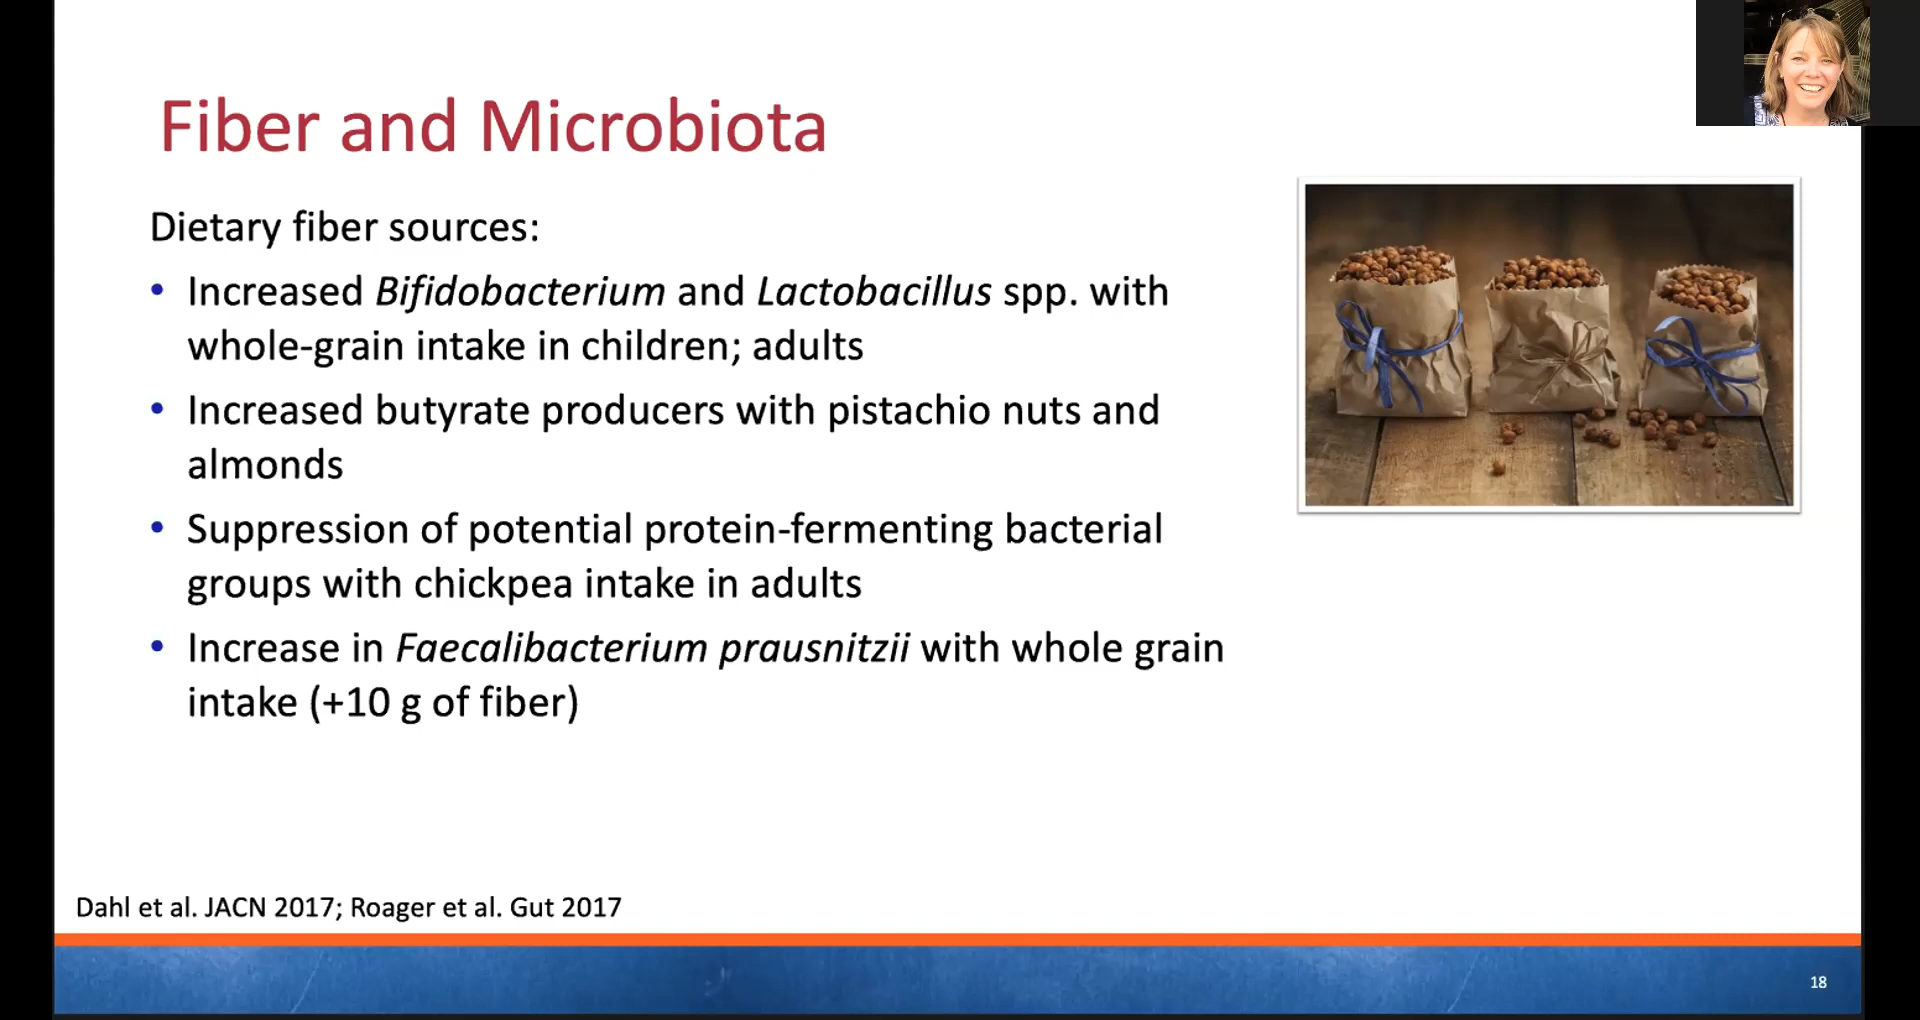 Fiber and Microbiota
Dietary fiber sources:
• Increased Bifidobacterium and Lactobacillus spp. with
whole-grain intake in children; adults
• Increased butyrate producers with pistachio nuts and
almonds
• Suppression of potential protein-fermenting bacterial
groups with chickpea intake in adults
• Increase in Faecalibacterium prausnitzii with whole grain
intake (+10 g of fiber)
Dahl et al. JACN 2017; Roager et al. Gut 2017
18